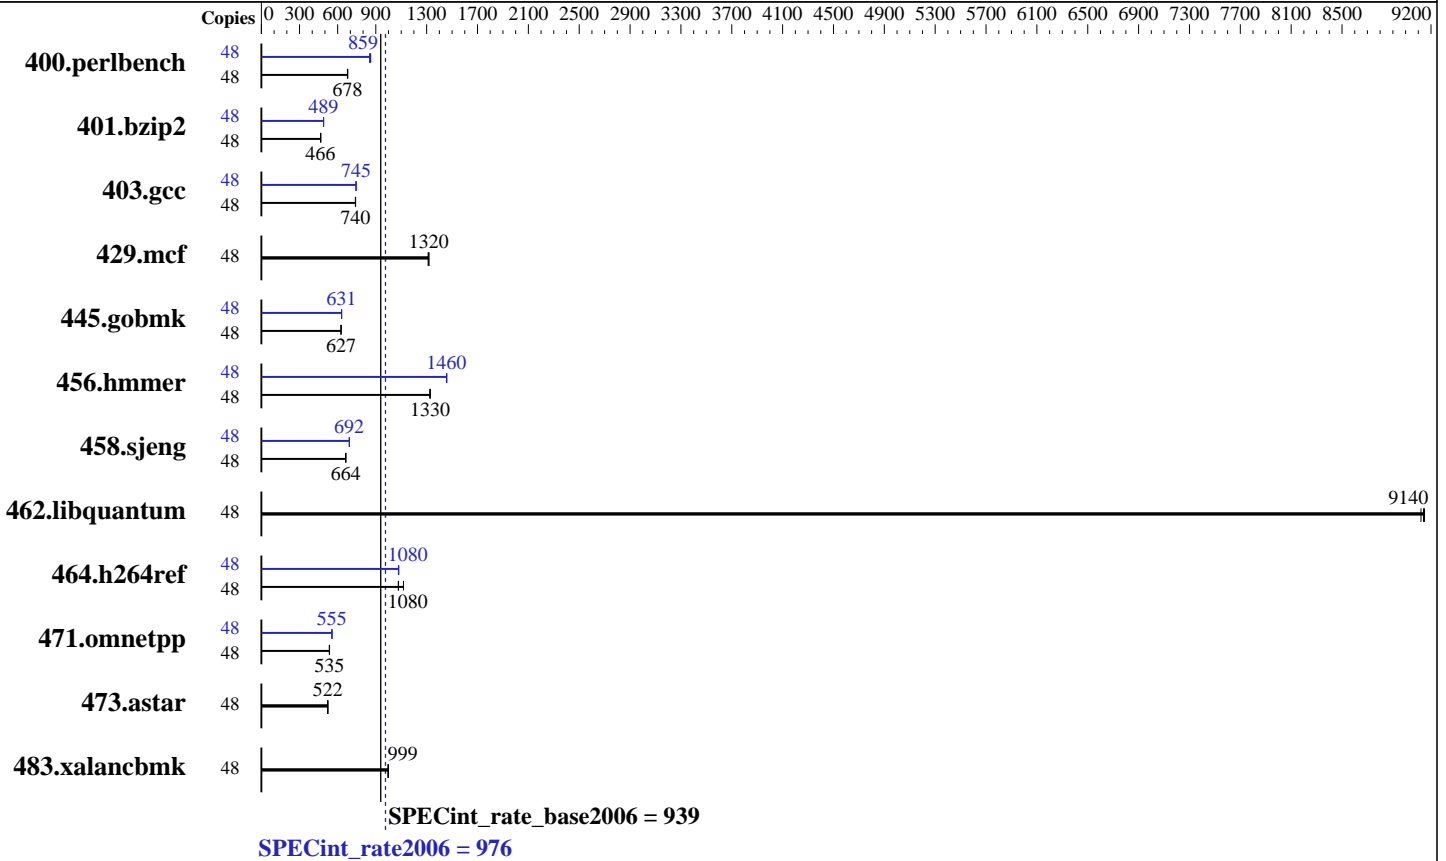 Copies 0 300 600 900 1300 1700 2100 2500 2900 3300 3700 4100 4500 4900 5300 5700 6100 6500 6900 7300 7700 8100 8500 9200
400.perlbench 48 859
48 678
401.bzip2 48 489
48 466
403.gcc 48 745
48 740
429.mcf 48 1320
445.gobmk 48 631
48 627
456.hmmer 48 1460
48 1330
458.sjeng 48 692
48 664
462.libquantum 48 9140
464.h264ref 48 1080
48 1080
471.omnetpp 48 555
48 535
473.astar 48 522
483.xalancbmk 48 999
SPECint_rate_base2006 = 939
SPECint_rate2006 = 976